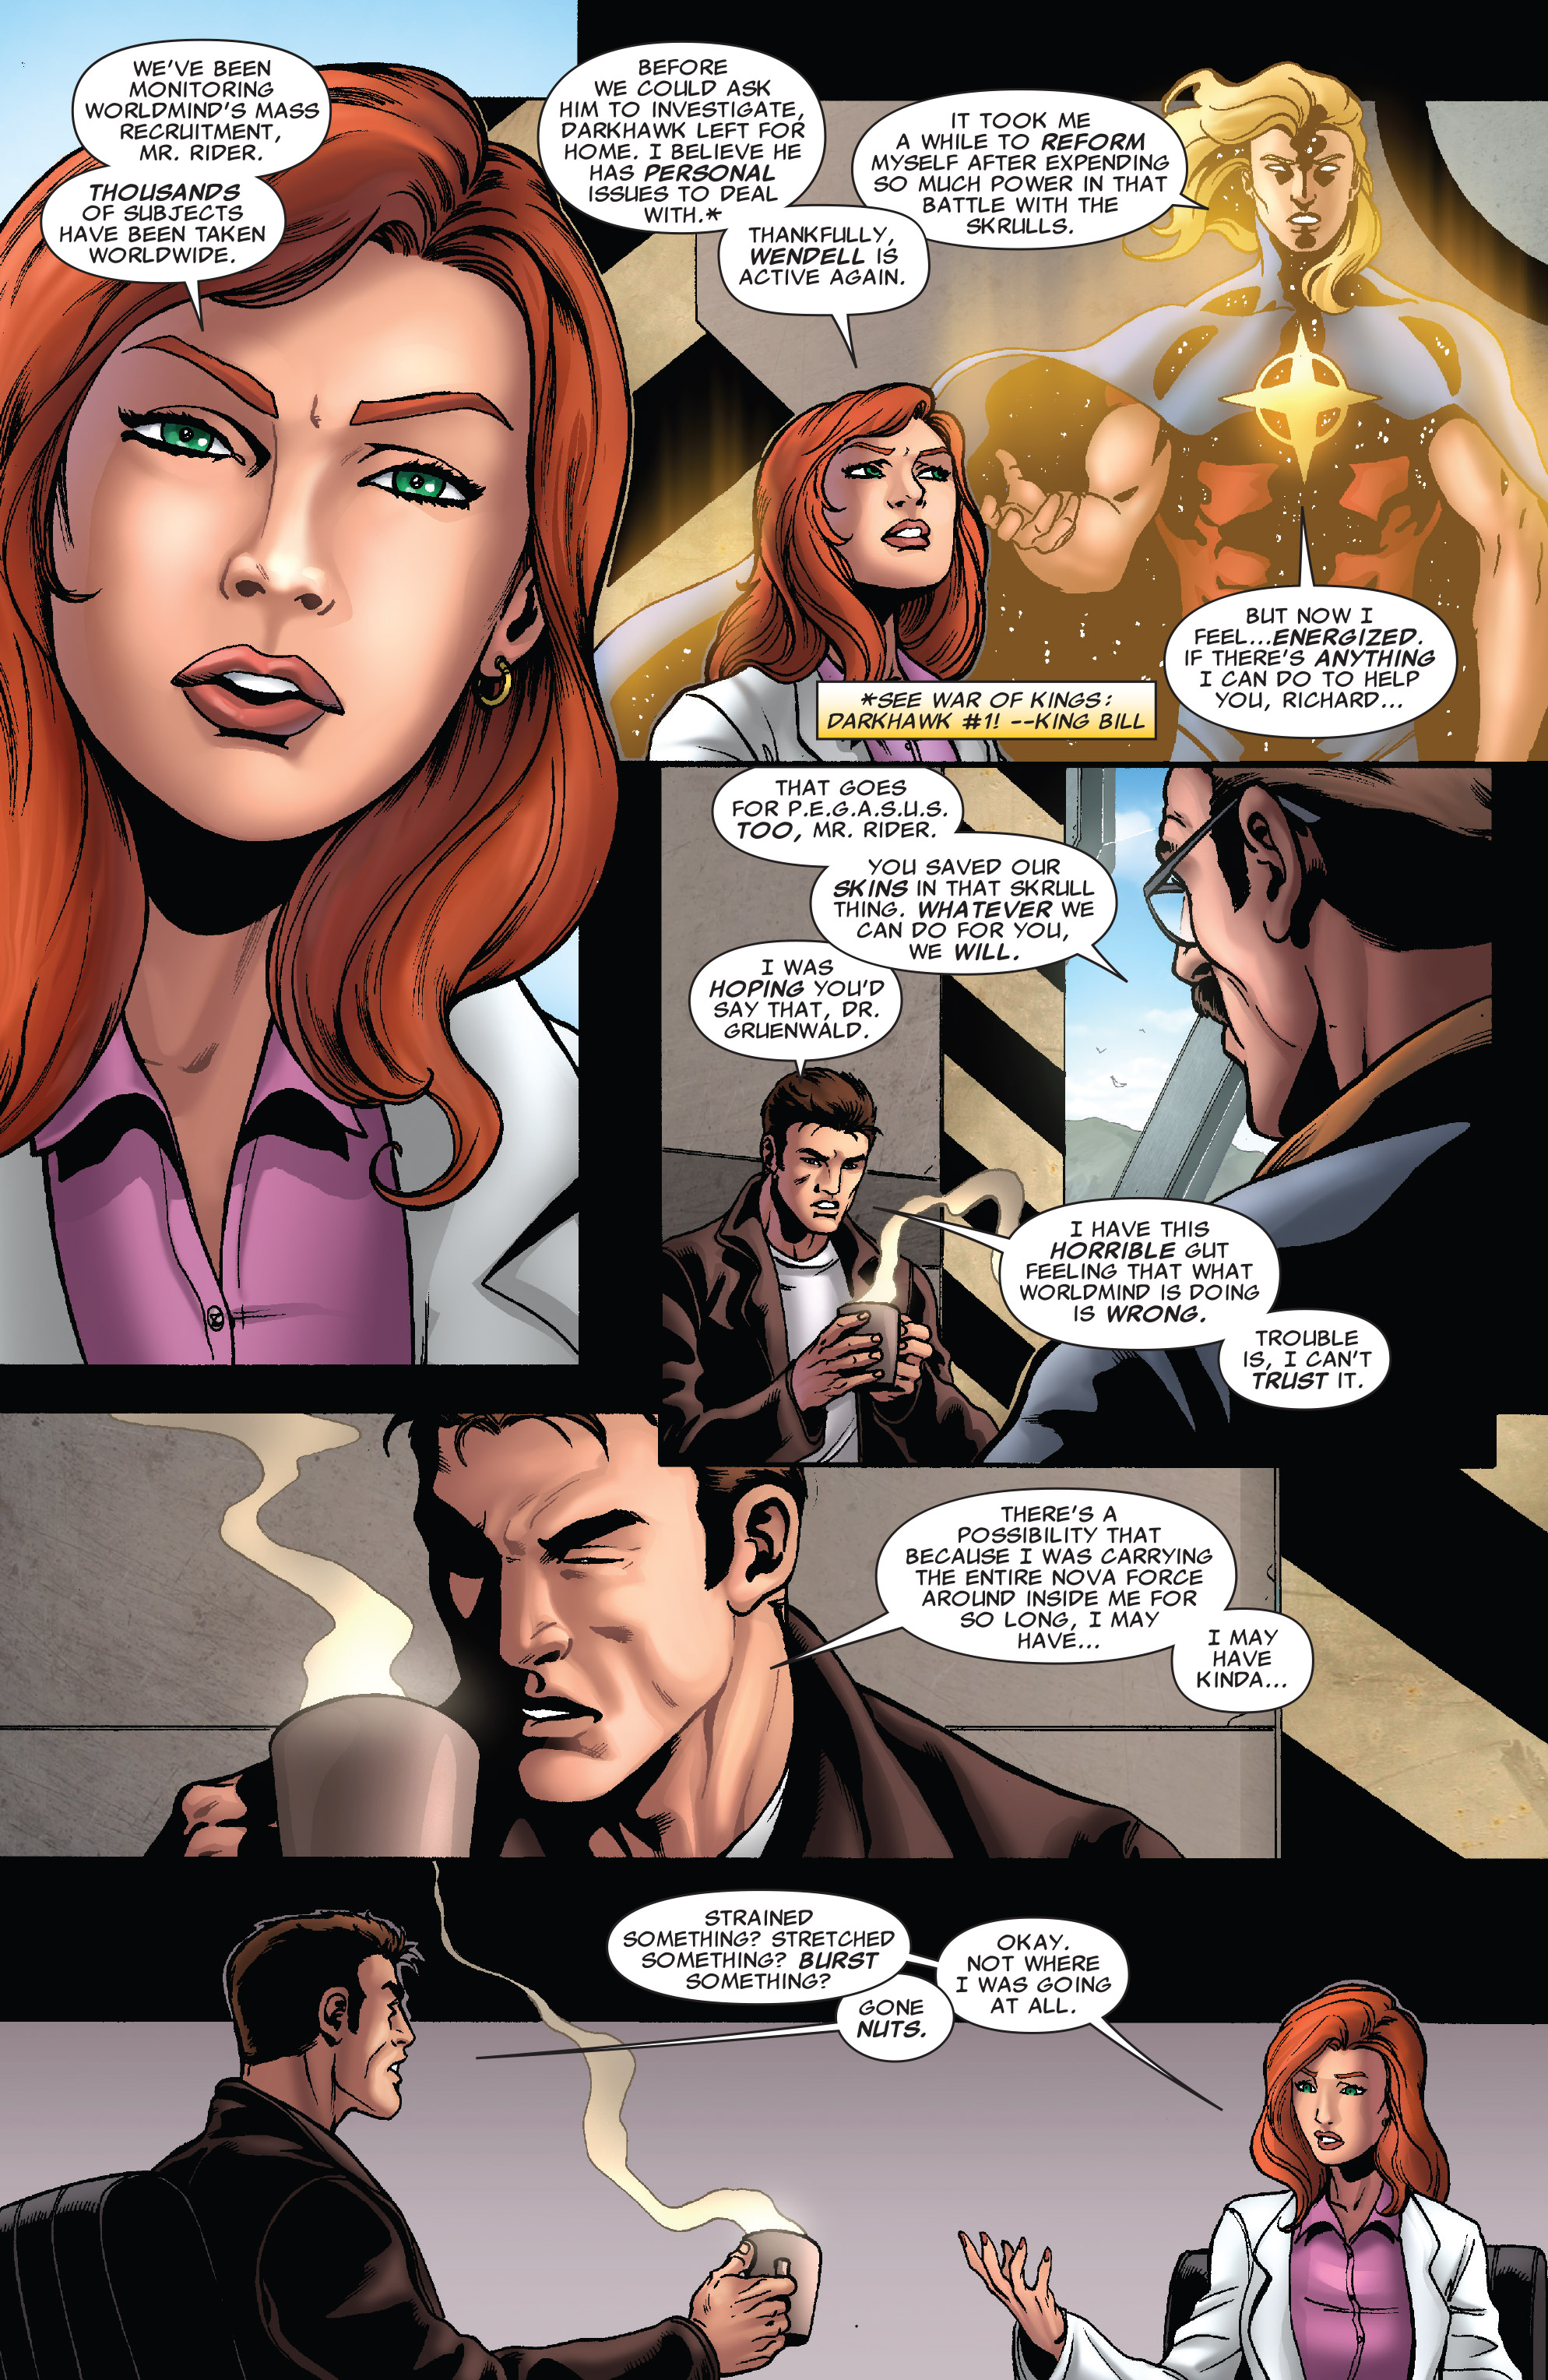 WE'VE BEEN
MONITORING
WORLDMIND'S MASS
RECRUITMENT,
MR. RIDER.
THOUSANDS
OF SUBJECTS
HAVE BEEN TAKEN
WORLDWIDE.
BEFORE
WE COULD ASK
HIM TO INVESTIGATE,
DARKHAWK LEFT FOR
HOME. I BELIEVE HE
HAS PERSONAL
ISSUES TO DEAL
WITH.*
THANKFULLY,
WENDELL IS
ACTIVE AGAIN.
IT TOOK ME
A WHILE TO REFORM
MYSELF AFTER EXPENDING
SO MUCH POWER IN THAT
BATTLE WITH THE
SKRULLS.
BUT NOW I
FEEL...ENERGIZED.
IF THERE'S ANYTHING
I CAN DO TO HELP
YOU, RICHARD...
*SEE WAR OF KINGS:
DARKHAWK #1! --KING BILL
THAT GOES
FOR P.E.G.A.S.U.S.
TOO, MR. RIDER.
YOU SAVED OUR
SKINS IN THAT SKRULL
THING. WHATEVER WE
CAN DO FOR YOU,
WE WILL.
I WAS
HOPING YOU'D
SAY THAT, DR.
GRUENWALD.
I HAVE THIS
HORRIBLE GUT
FEELING THAT WHAT
WORLDMIND IS DOING
IS WRONG.
TROUBLE
IS, I CAN'T
TRUST IT.
THERE'S A
POSSIBILITY THAT
BECAUSE I WAS CARRYING
THE ENTIRE NOVA FORCE
AROUND INSIDE ME FOR
SO LONG, I MAY
HAVE...
I MAY
HAVE
KINDA...
STRAINED
SOMETHING? STRETCHED
SOMETHING? BURST
SOMETHING?
GONE
NUTS.
OKAY.
NOT WHERE
I WAS GOING
AT ALL.